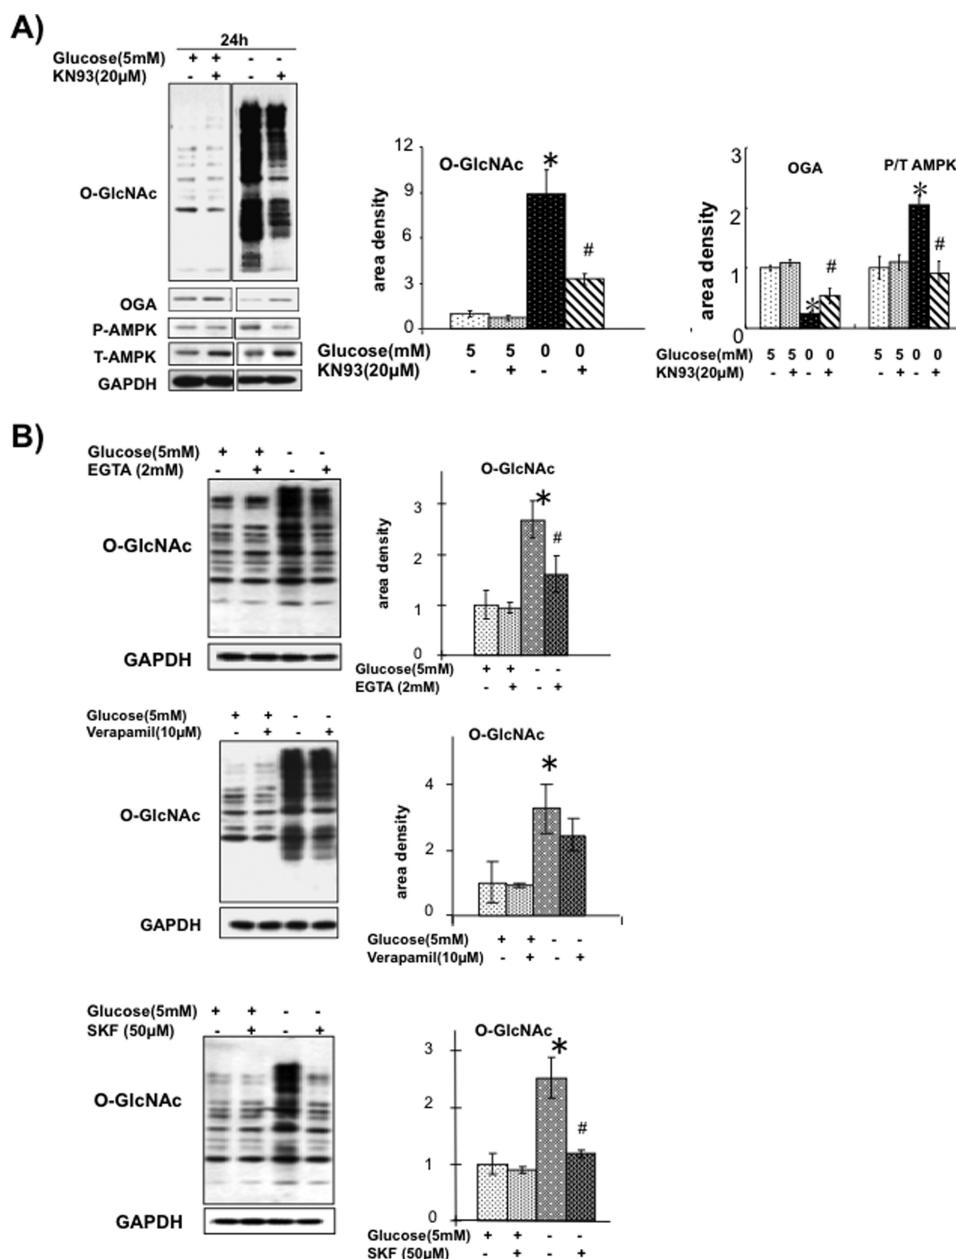 A)
24h
Glucose(5mM) + + - -
KN93(20µM) - + - +
O-GlcNAc
OGA
P-AMPK
T-AMPK
GAPDH
O-GlcNAc
area density
12
9
6
3
0
*
#
Glucose(mM) 5 5 0 0
KN93(20µM) - + - +
OGA P/T AMPK
area density
3
2
1
0
* # * #
Glucose(mM) 5 5 0 0 5 5 0 0
KN93(20µM) - + - + - + - +
B)
Glucose(5mM) + + - -
EGTA (2mM) - + - +
O-GlcNAc
GAPDH
O-GlcNAc
area density
3
2
1
0
*
#
Glucose(5mM) + + - -
EGTA (2mM) - + - +
Glucose(5mM) + + - -
Verapamil(10µM) - + - +
O-GlcNAc
GAPDH
O-GlcNAc
area density
4
2
0
*
Glucose(5mM) + + - -
Verapamil(10µM) - + - +
Glucose(5mM) + + - -
SKF (50µM) - + - +
O-GlcNAc
GAPDH
O-GlcNAc
3
2
1
0
*
#
Glucose(5mM) + + - -
SKF (50µM) - + - +